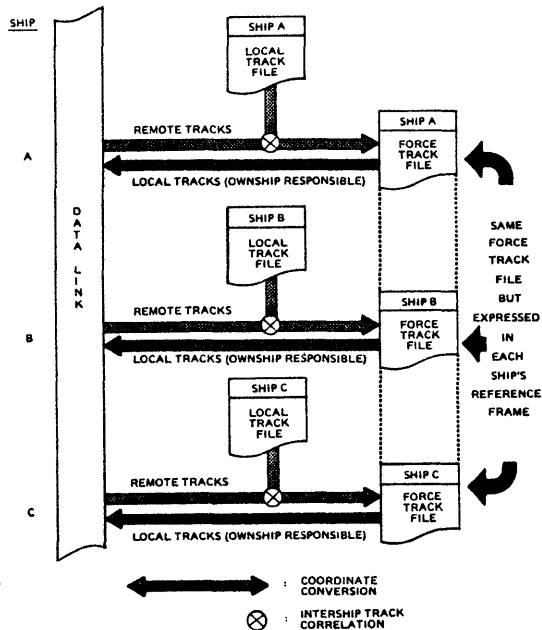 SHIP
SHIP A
LOCAL
TRACK
FILE
REMOTE TRACKS
SHIP A
FORCE
TRACK
FILE
A
LOCAL TRACKS (OWNSHIP RESPONSIBLE)
DATA LINK
SHIP B
LOCAL
TRACK
FILE
REMOTE TRACKS
SHIP B
FORCE
TRACK
FILE
B
LOCAL TRACKS (OWNSHIP RESPONSIBLE)
SAME
FORCE
TRACK
FILE
BUT
EXPRESSED
IN
EACH
SHIP'S
REFERENCE
FRAME
SHIP C
LOCAL
TRACK
FILE
REMOTE TRACKS
SHIP C
FORCE
TRACK
FILE
C
LOCAL TRACKS (OWNSHIP RESPONSIBLE)
: COORDINATE
CONVERSION
: INTERSHIP TRACK
CORRELATION